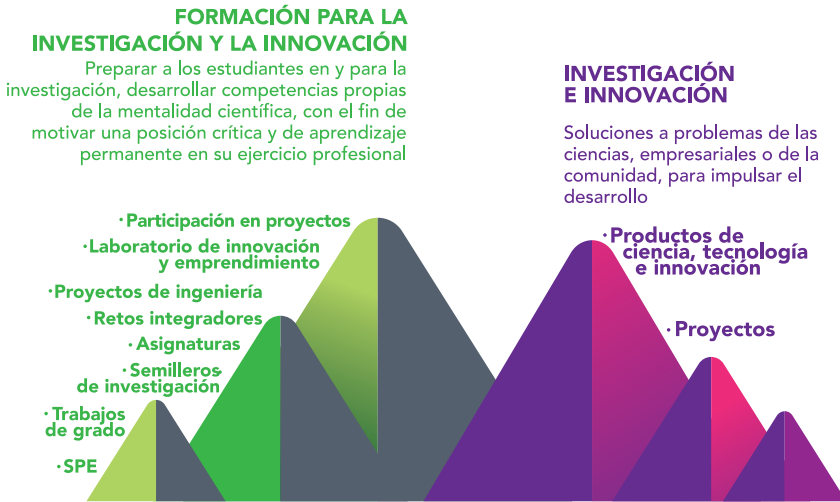 FORMACIÓN PARA LA
INVESTIGACIÓN Y LA INNOVACIÓN
Preparar a los estudiantes en y para la
investigación, desarrollar competencias propias
de la mentalidad científica, con el fin de
motivar una posición crítica y de aprendizaje
permanente en su ejercicio profesional
· Participación en proyectos
· Laboratorio de innovación
y emprendimiento
· Proyectos de ingeniería
· Retos integradores
· Asignaturas
· Semilleros
de investigación
· Trabajos
de grado
· SPE
INVESTIGACIÓN
E INNOVACIÓN
Soluciones a problemas de las
ciencias, empresariales o de la
comunidad, para impulsar el
desarrollo
· Productos de
ciencia, tecnología
e innovación
· Proyectos